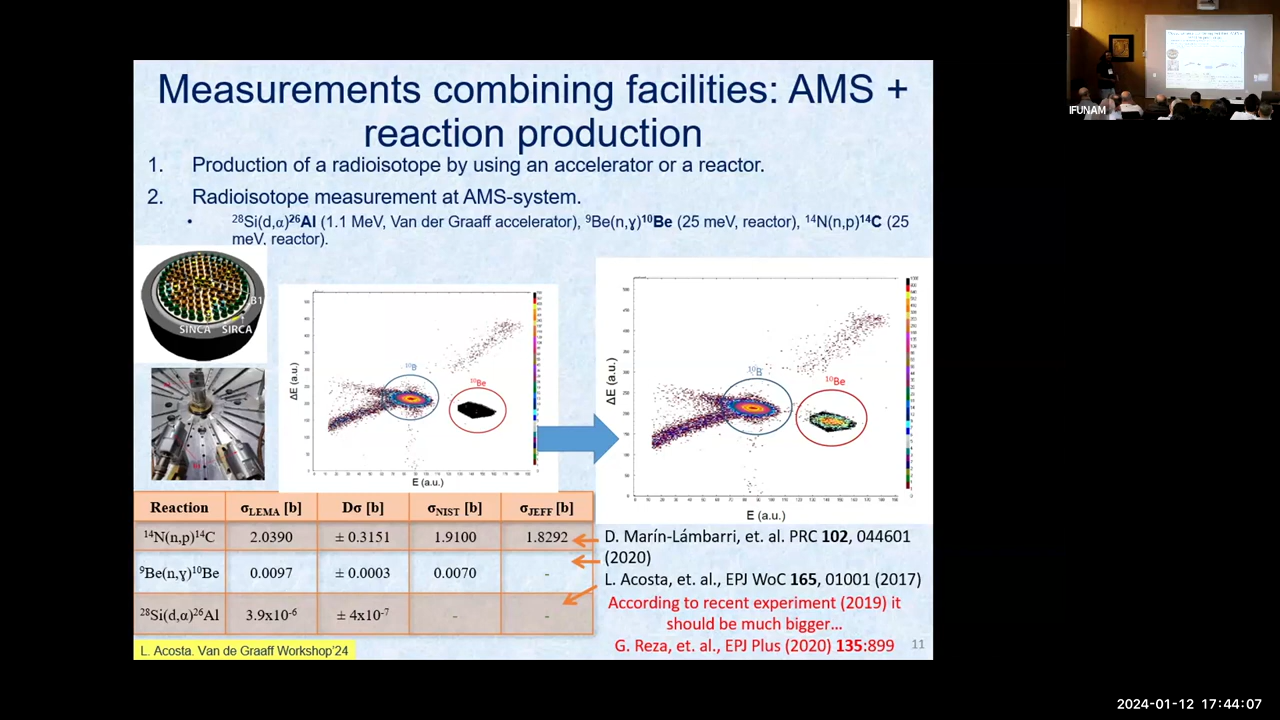 Measurements combining facilities: AMS +
reaction production
1. Production of a radioisotope by using an accelerator or a reactor.
2. Radioisotope measurement at AMS-system.
• ²⁸Si(d,α)²⁶Al (1.1 MeV, Van der Graaff accelerator), ⁹Be(n,ɣ)¹⁰Be (25 meV, reactor), ¹⁴N(n,p)¹⁴C (25
meV, reactor).
SINCA SIRCA
ΔE (a.u.)
¹⁰B
¹⁰Be
E (a.u.)
ΔE (a.u.)
¹⁰B
¹⁰Be
E (a.u.)
Reaction σLEMA [b] Dσ [b] σNIST [b] σJEFF [b]
¹⁴N(n,p)¹⁴C 2.0390 ± 0.3151 1.9100 1.8292
⁹Be(n,ɣ)¹⁰Be 0.0097 ± 0.0003 0.0070 -
²⁸Si(d,α)²⁶Al 3.9x10⁻⁶ ± 4x10⁻⁷ - -
D. Marín-Lámbarri, et. al. PRC 102, 044601
(2020)
L. Acosta, et. al., EPJ WoC 165, 01001 (2017)
According to recent experiment (2019) it
should be much bigger...
G. Reza, et. al., EPJ Plus (2020) 135:899
L. Acosta. Van de Graaff Workshop'24
11
IFUNAM
2024-01-12 17:44:07